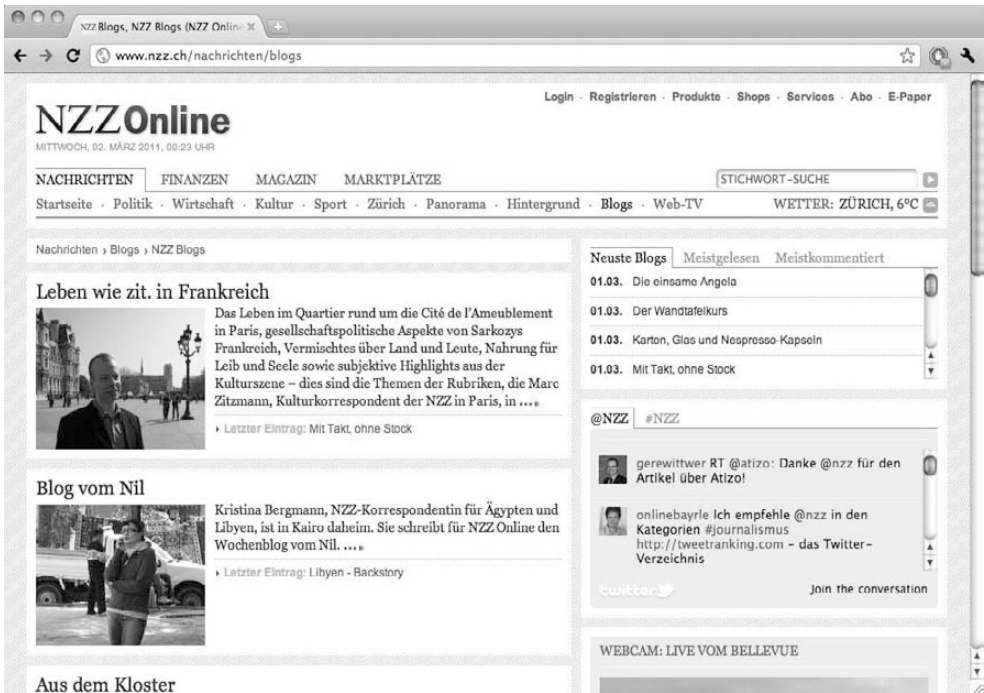 NZZ Blogs, NZZ Blogs (NZZ Online
www.nzz.ch/nachrichten/blogs
Login · Registrieren · Produkte · Shops · Services · Abo · E-Paper
NZZOnline
MITTWOCH, 02. MÄRZ 2011, 00:23 UHR
NACHRICHTEN FINANZEN MAGAZIN MARKTPLÄTZE
STICHWORT-SUCHE
Startseite · Politik · Wirtschaft · Kultur · Sport · Zürich · Panorama · Hintergrund · Blogs · Web-TV
WETTER: ZÜRICH, 6°C
Nachrichten › Blogs › NZZ Blogs
Leben wie zit. in Frankreich
Das Leben im Quartier rund um die Cité de l'Ameublement
in Paris, gesellschaftspolitische Aspekte von Sarkozys
Frankreich, Vermischtes über Land und Leute, Nahrung für
Leib und Seele sowie subjektive Highlights aus der
Kulturszene – dies sind die Themen der Rubriken, die Marc
Zitzmann, Kulturkorrespondent der NZZ in Paris, in ...
Letzter Eintrag: Mit Takt, ohne Stock
Blog vom Nil
Kristina Bergmann, NZZ-Korrespondentin für Ägypten und
Libyen, ist in Kairo daheim. Sie schreibt für NZZ Online den
Wochenblog vom Nil. ...
Letzter Eintrag: Libyen - Backstory
Aus dem Kloster
Neuste Blogs Meistgelesen Meistkommentiert
01.03. Die einsame Angela
01.03. Der Wandtafelkurs
01.03. Karton, Glas und Nespresso-Kapseln
01.03. Mit Takt, ohne Stock
@NZZ #NZZ
gerewittwer RT @atizo: Danke @nzz für den
Artikel über Atizo!
onlinebayrle Ich empfehle @nzz in den
Kategorien #journalismus
http://tweetranking.com - das Twitter-
Verzeichnis
twitter
Join the conversation
WEBCAM: LIVE VOM BELLEVUE